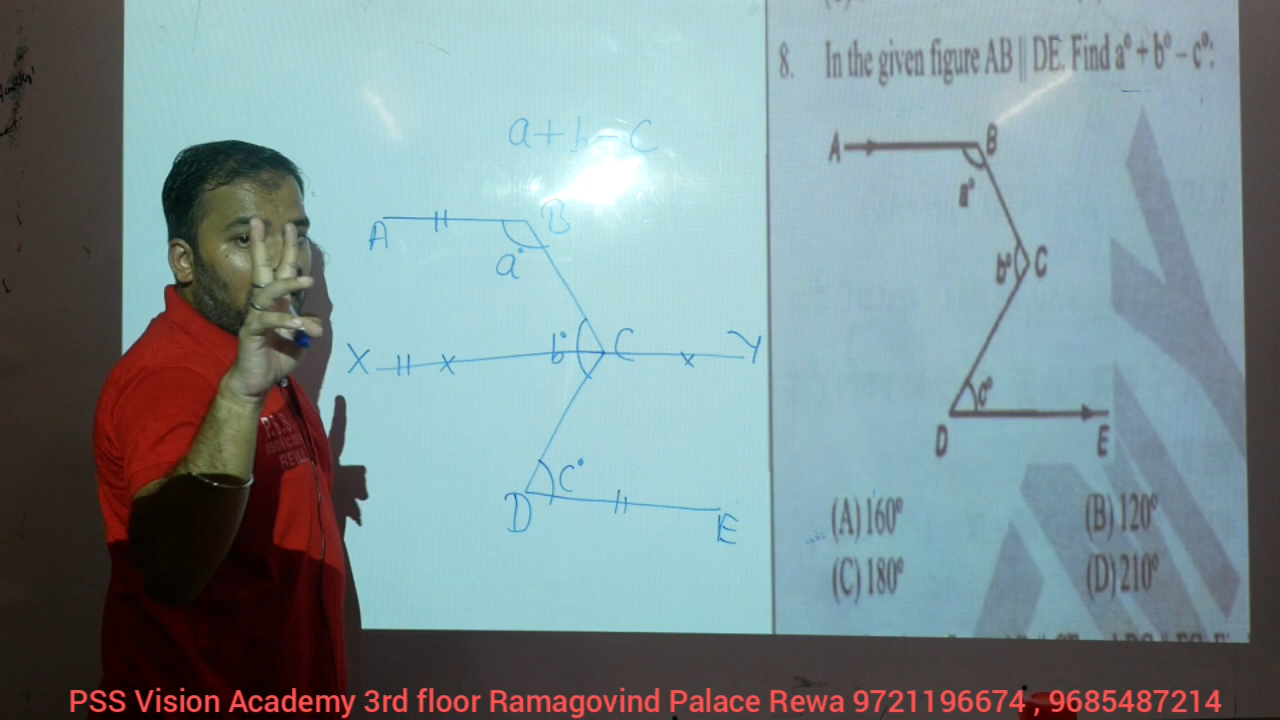 8. In the given figure AB || DE. Find a° + b° – c°:
a+b-C
A
B
a°
X
b°
C
Y
C°
D
E
A
B
a°
b°
C
c°
D
E
(A) 160°
(B) 120°
(C) 180°
(D) 210°
P.S.S
REWA
PSS Vision Academy 3rd floor Ramagovind Palace Rewa 9721196674 , 9685487214